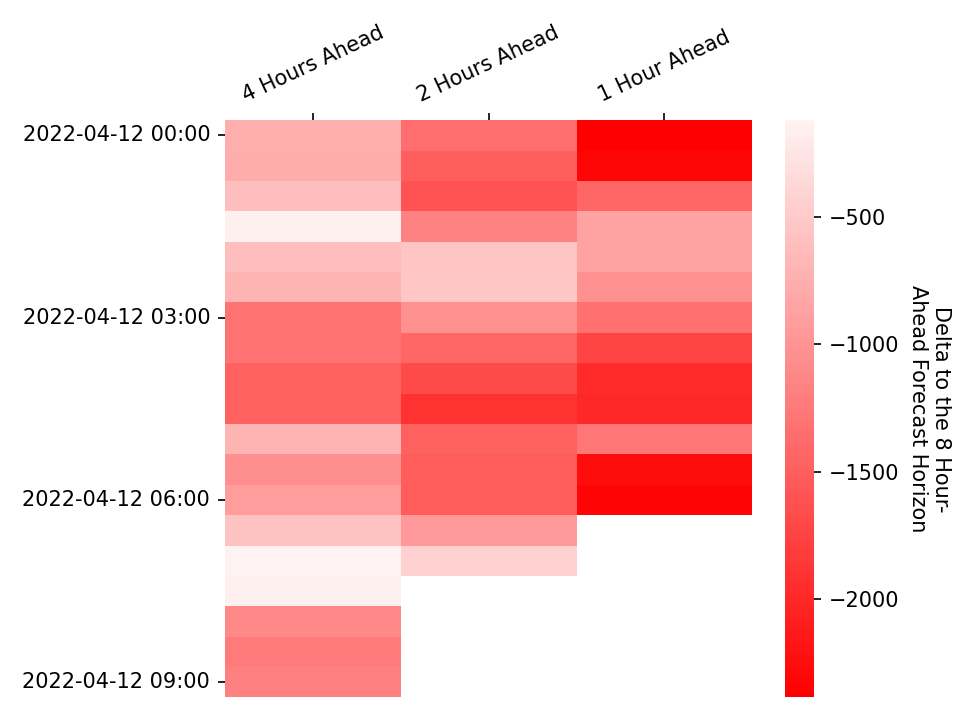 4 Hours Ahead
2 Hours Ahead
1 Hour Ahead
2022-04-12 00:00
2022-04-12 03:00
2022-04-12 06:00
2022-04-12 09:00
−500
−1000
−1500
−2000
Delta to the 8 Hour-
Ahead Forecast Horizon